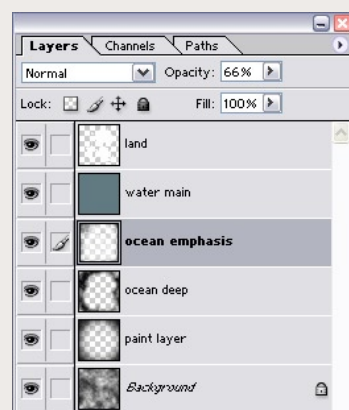 Layers Channels Paths
Normal Opacity: 66%
Lock: Fill: 100%
land
water main
ocean emphasis
ocean deep
paint layer
Background